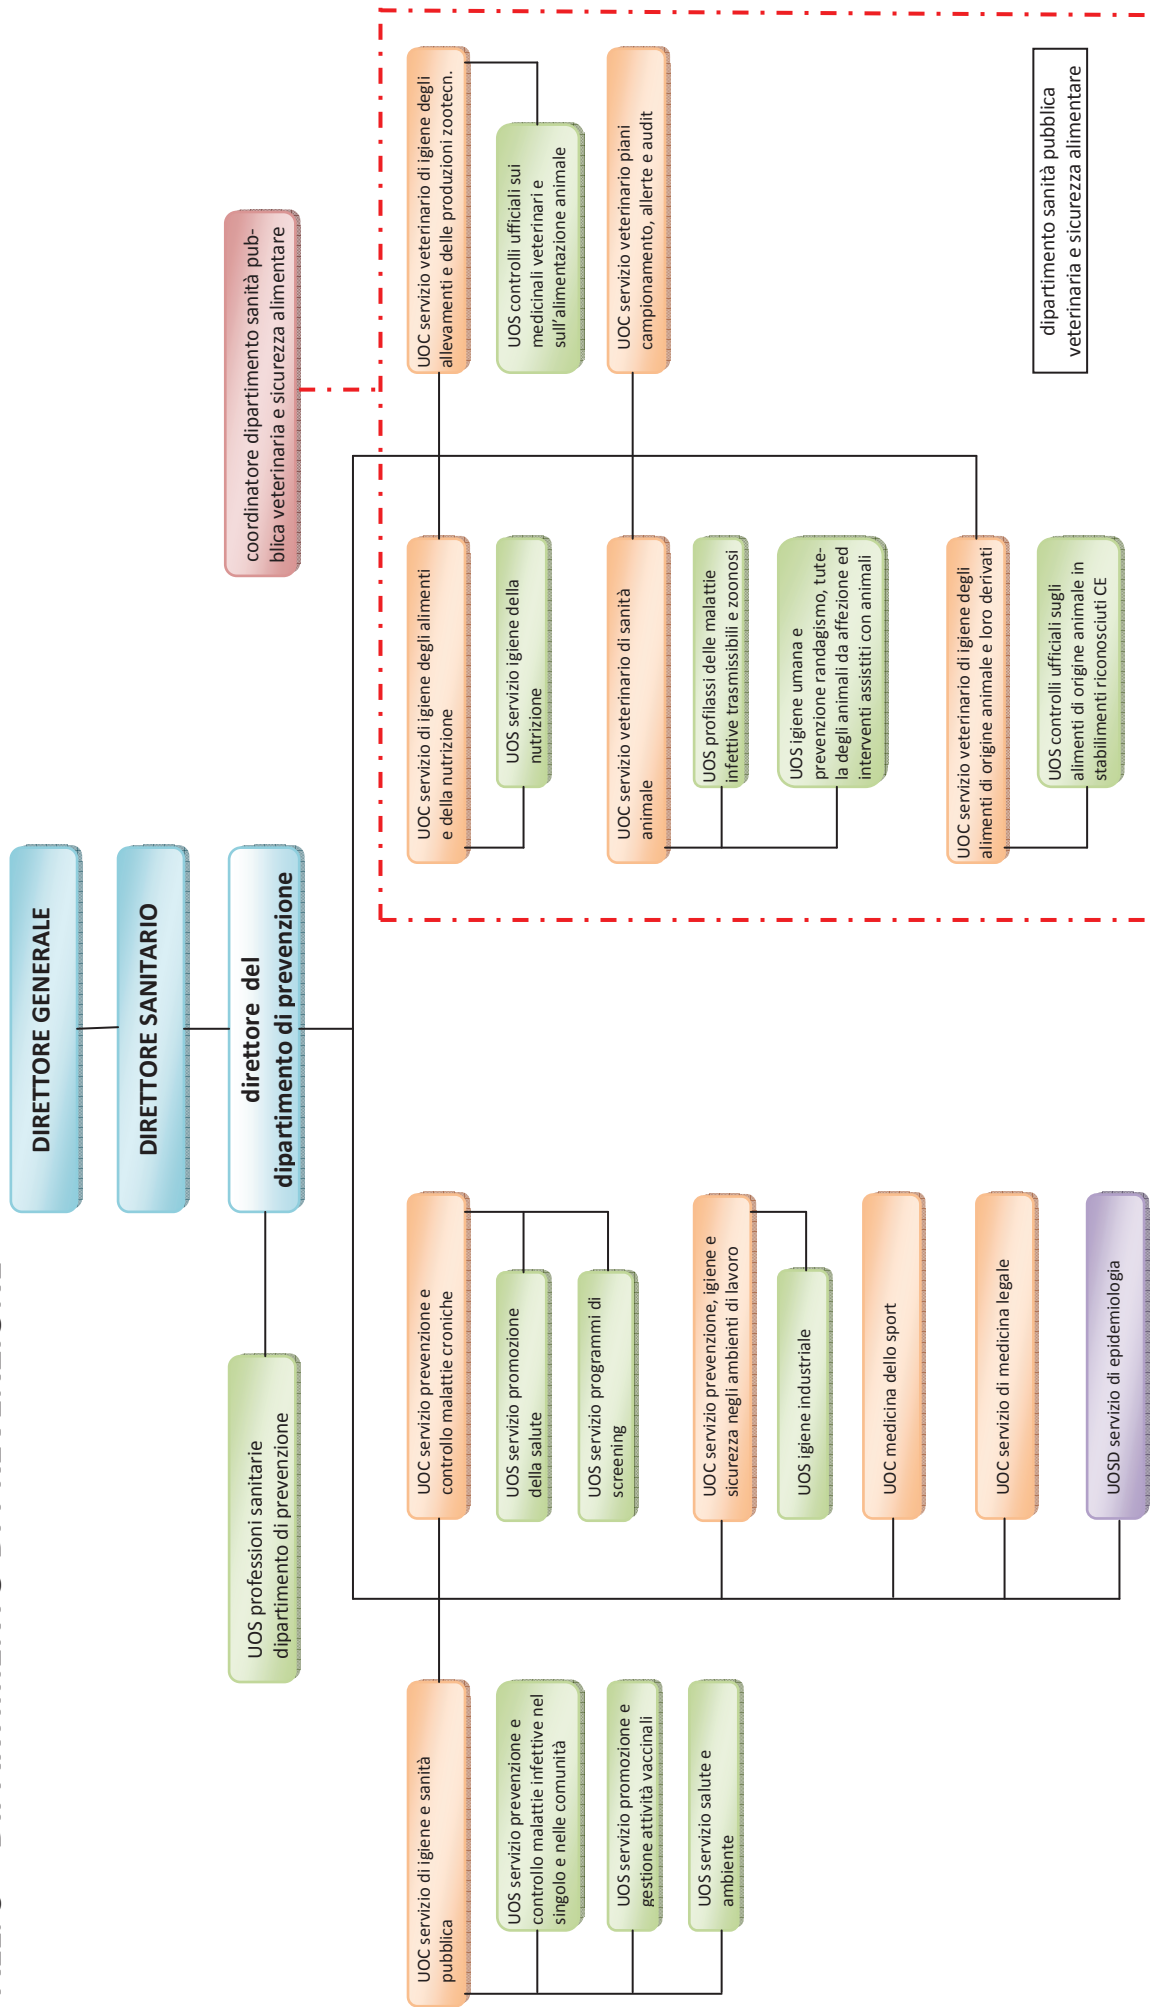 DIRETTORE GENERALE
DIRETTORE SANITARIO
direttore del
dipartimento di prevenzione
UOS professioni sanitarie
dipartimento di prevenzione
coordinatore dipartimento sanità pub-
blica veterinaria e sicurezza alimentare
UOC servizio di igiene e sanità
pubblica
UOS servizio prevenzione e
controllo malattie infettive nel
singolo e nelle comunità
UOS servizio promozione e
gestione attività vaccinali
UOS servizio salute e
ambiente
UOC servizio prevenzione e
controllo malattie croniche
UOS servizio promozione
della salute
UOS servizio programmi di
screening
UOC servizio prevenzione, igiene e
sicurezza negli ambienti di lavoro
UOS igiene industriale
UOC medicina dello sport
UOC servizio di medicina legale
UOSD servizio di epidemiologia
UOC servizio di igiene degli alimenti
e della nutrizione
UOS servizio igiene della
nutrizione
UOC servizio veterinario di sanità
animale
UOS profilassi delle malattie
infettive trasmissibili e zoonosi
UOS igiene umana e
prevenzione randagismo, tute-
la degli animali da affezione ed
interventi assistiti con animali
UOC servizio veterinario di igiene degli
alimenti di origine animale e loro derivati
UOS controlli ufficiali sugli
alimenti di origine animale in
stabilimenti riconosciuti CE
UOC servizio veterinario di igiene degli
allevamenti e delle produzioni zootecn.
UOS controlli ufficiali sui
medicinali veterinari e
sull'alimentazione animale
UOC servizio veterinario piani
campionamento, allerte e audit
dipartimento sanità pubblica
veterinaria e sicurezza alimentare